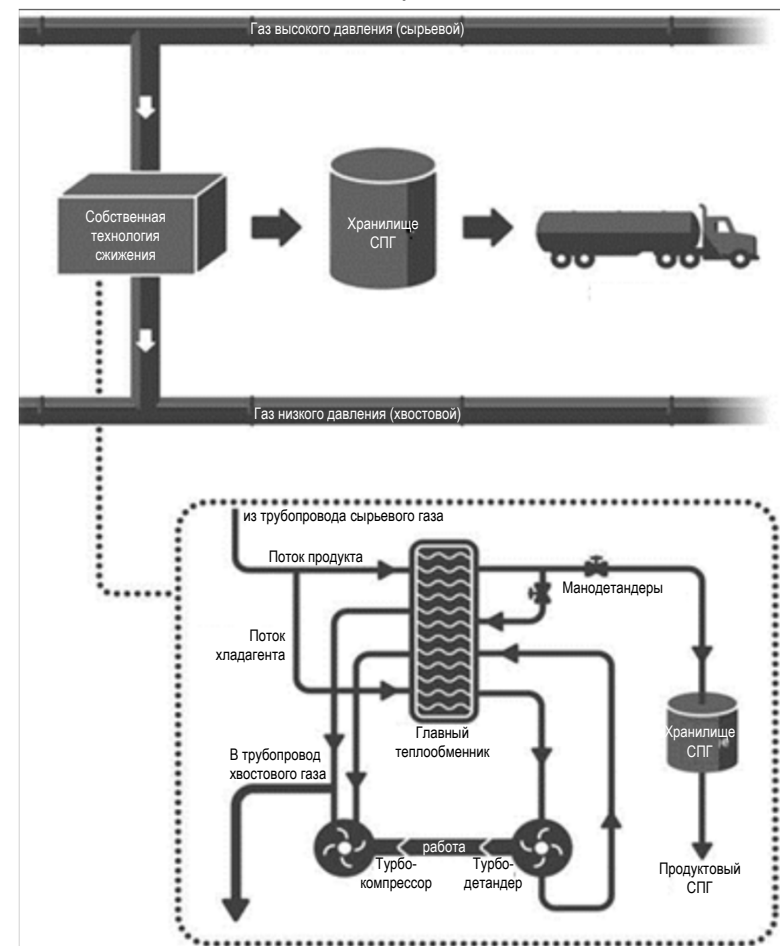 Газ высокого давления (сырьевой)
Собственная
технология
сжижения
Хранилище
СПГ
Газ низкого давления (хвостовой)
из трубопровода сырьевого газа
Поток продукта
Манодетандеры
Поток
хладагента
Главный
теплообменник
Хранилище
СПГ
В трубопровод
хвостового газа
работа
Турбо-
компрессор
Турбо-
детандер
Продуктовый
СПГ